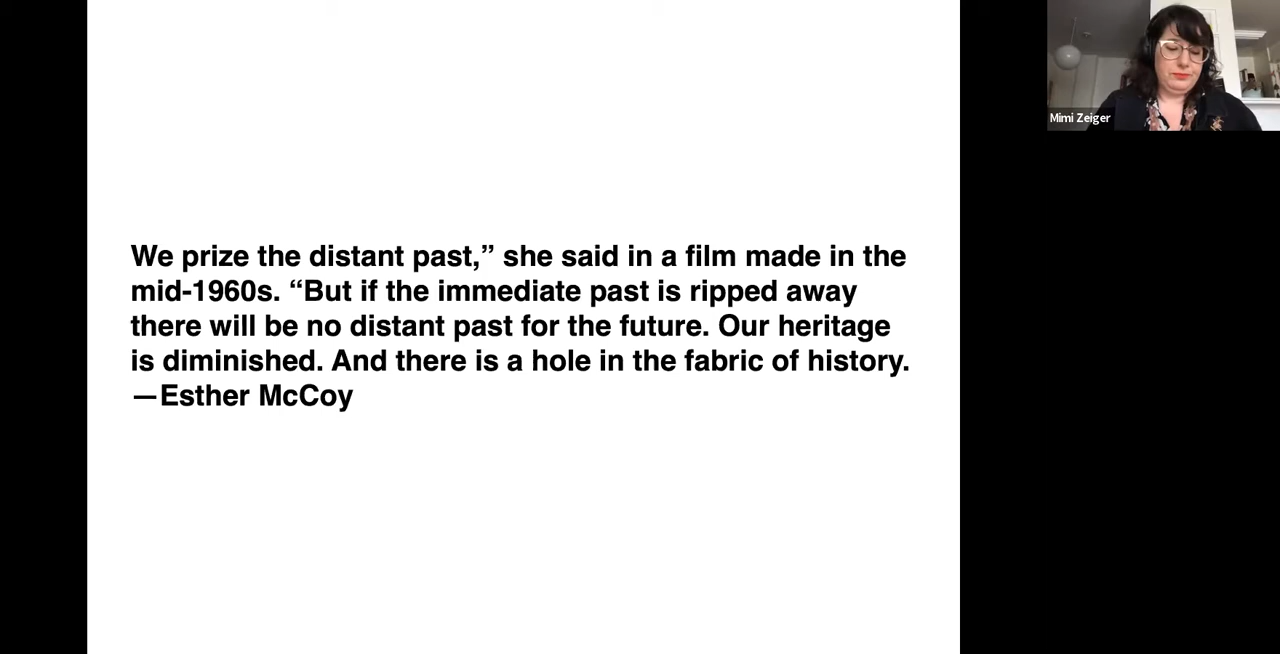 We prize the distant past,” she said in a film made in the
mid-1960s. “But if the immediate past is ripped away
there will be no distant past for the future. Our heritage
is diminished. And there is a hole in the fabric of history.
—Esther McCoy
Mimi Zeiger